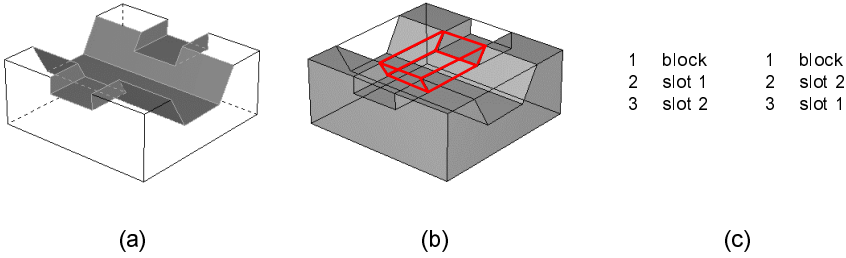 1 block 1 block
2 slot 1 2 slot 2
3 slot 2 3 slot 1
(a) (b) (c)